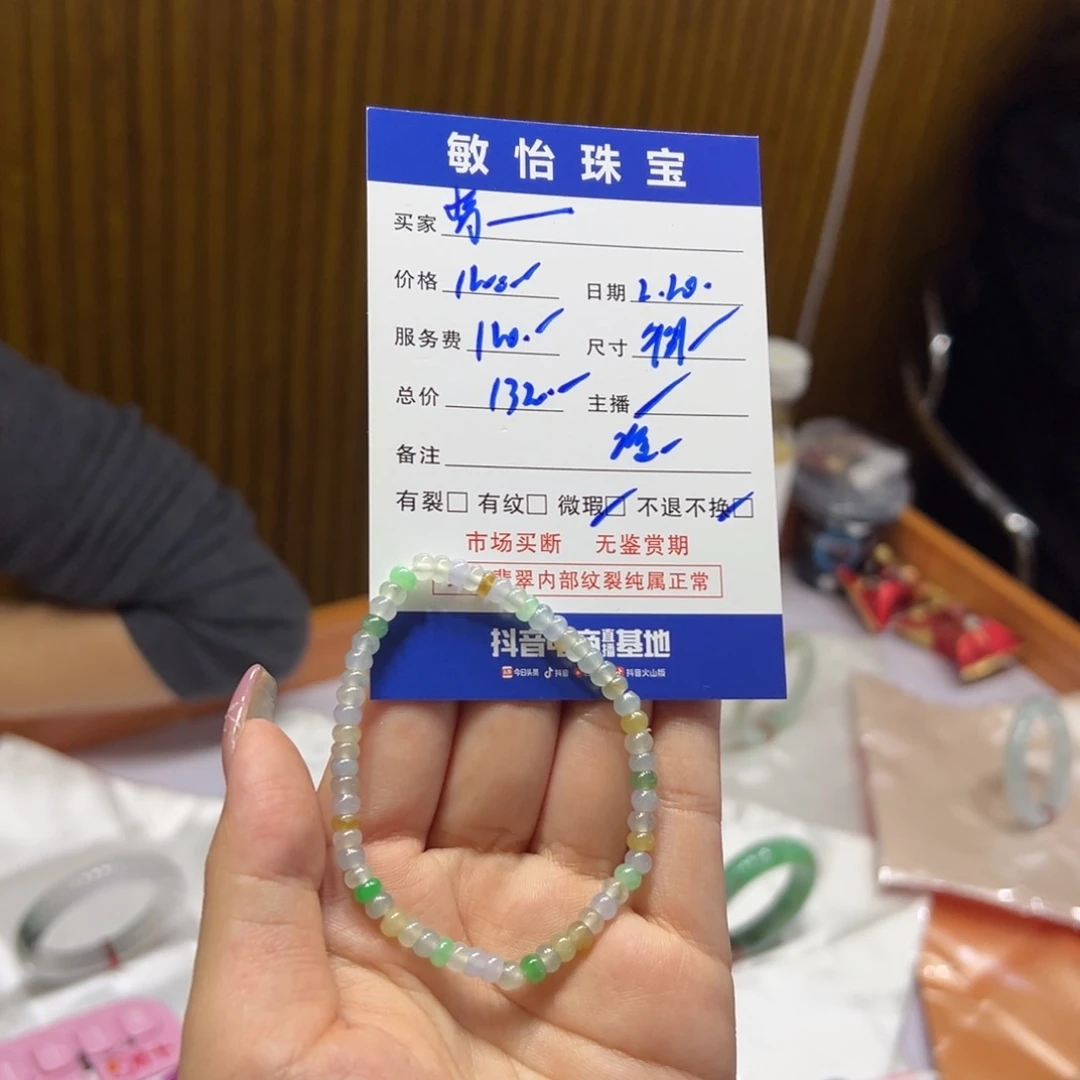 敏怡珠宝
买家
价格 1200 日期 2.20.
服务费 120. 尺寸
总价 1320. 主播
备注
有裂□ 有纹□ 微瑕□ 不退不换□
市场买断 无鉴赏期
翡翠内部纹裂纯属正常
抖音电商直播基地
今日头条 抖音 抖音火山版